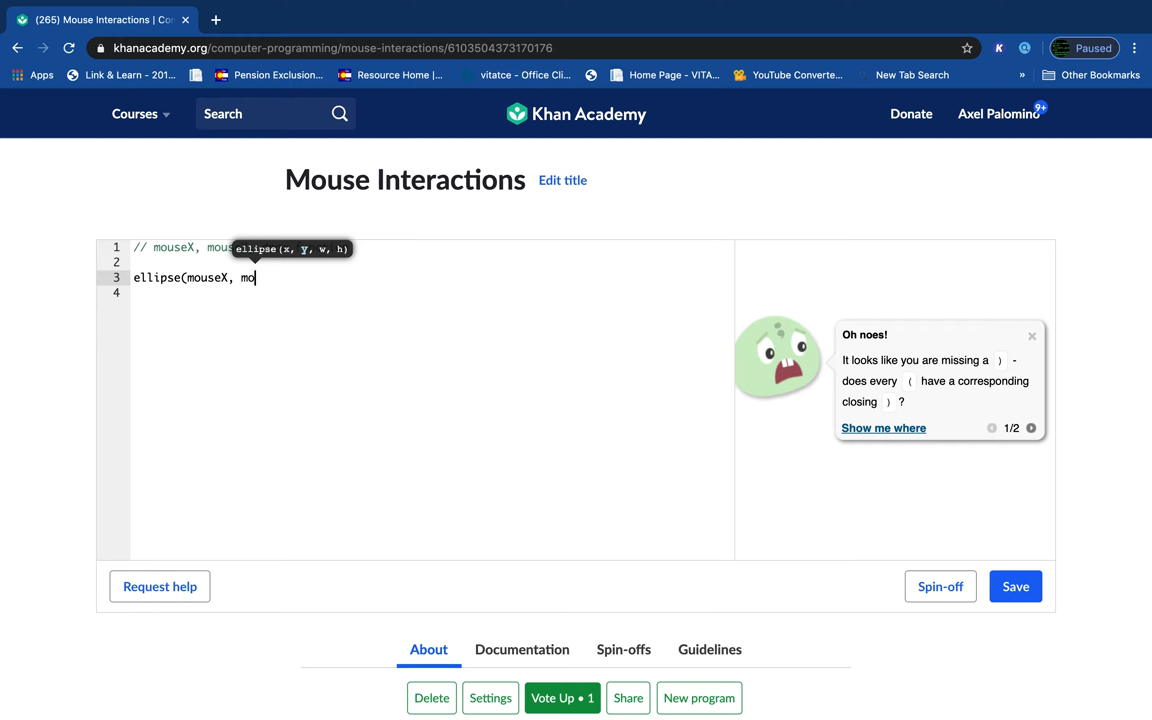 (265) Mouse Interactions | Co
khanacademy.org/computer-programming/mouse-interactions/6103504373170176
K
Paused
Apps
Link & Learn - 201...
Pension Exclusion...
Resource Home |...
vitatce - Office Cli...
Home Page - VITA...
YouTube Converte...
New Tab Search
»
Other Bookmarks
Courses
Search
Khan Academy
Donate
Axel Palomino
9+
Mouse Interactions
Edit title
1 // mouseX, mous
ellipse(x, y, w, h)
2
3 ellipse(mouseX, mo
4
Oh noes!
It looks like you are missing a ) -
does every ( have a corresponding
closing ) ?
Show me where
1/2
Request help
Spin-off
Save
About
Documentation
Spin-offs
Guidelines
Delete
Settings
Vote Up • 1
Share
New program